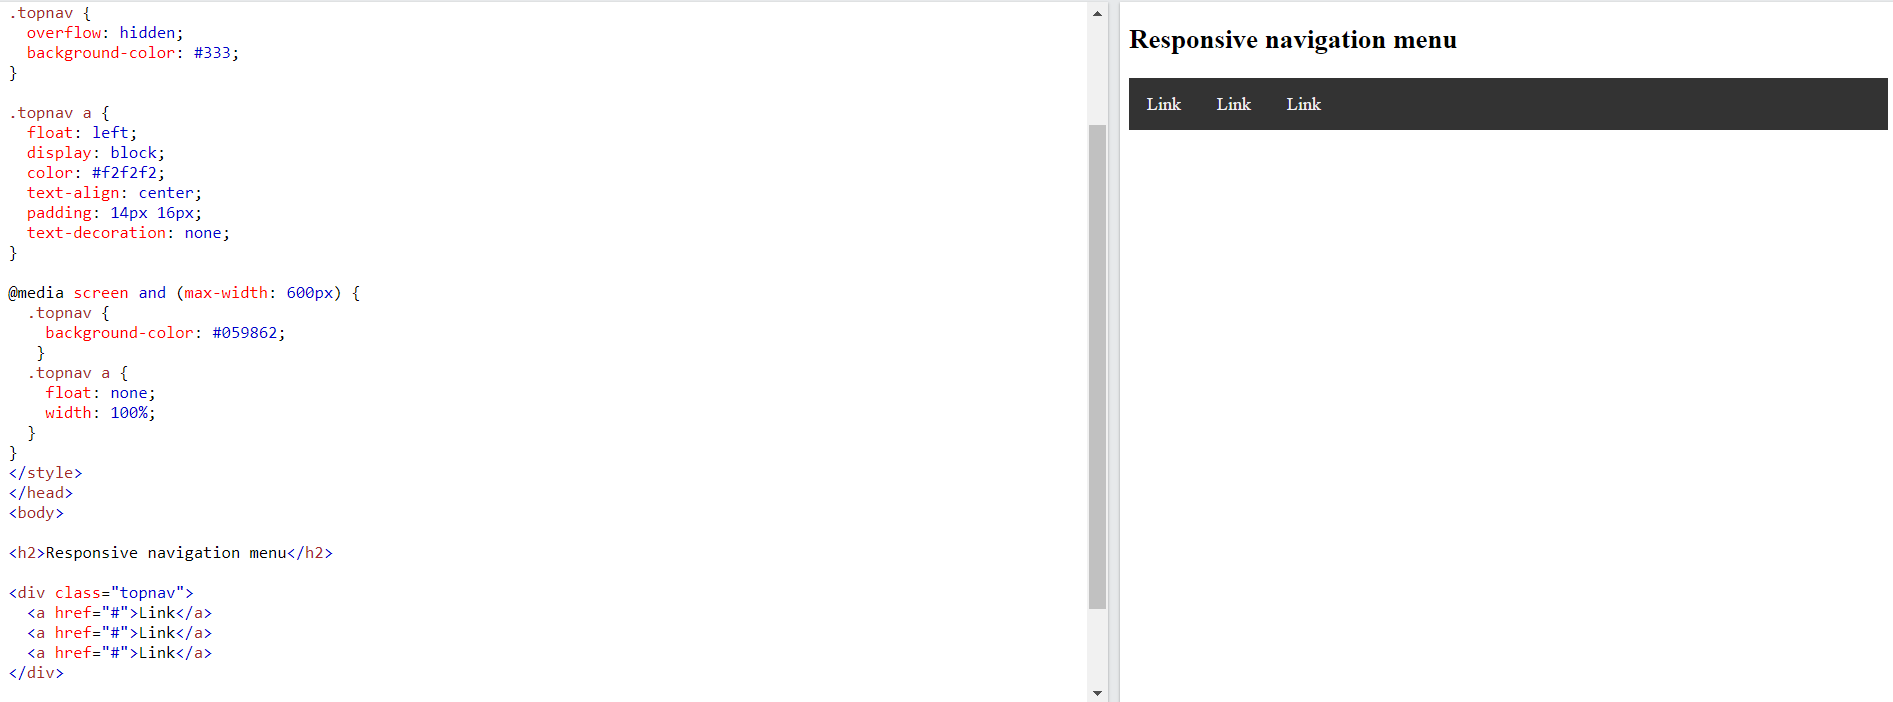 .topnav {
  overflow: hidden;
  background-color: #333;
}

.topnav a {
  float: left;
  display: block;
  color: #f2f2f2;
  text-align: center;
  padding: 14px 16px;
  text-decoration: none;
}

@media screen and (max-width: 600px) {
  .topnav {
    background-color: #059862;
   }
  .topnav a {
    float: none;
    width: 100%;
  }
}
</style>
</head>
<body>

<h2>Responsive navigation menu</h2>

<div class="topnav">
  <a href="#">Link</a>
  <a href="#">Link</a>
  <a href="#">Link</a>
</div>

Responsive navigation menu
Link Link Link